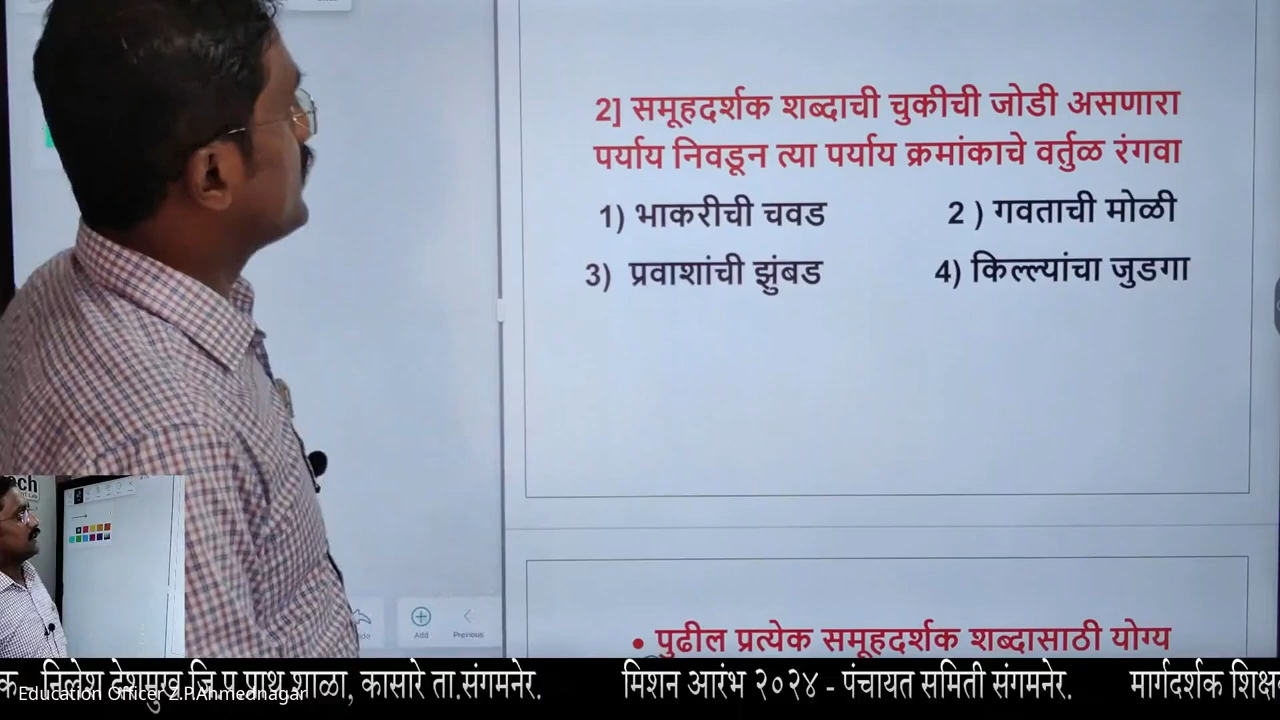 2] समूहदर्शक शब्दाची चुकीची जोडी असणारा
पर्याय निवडून त्या पर्याय क्रमांकाचे वर्तुळ रंगवा
1) भाकरीची चवड 2 ) गवताची मोळी
3) प्रवाशांची झुंबड 4) किल्ल्यांचा जुडगा
Add
Previous
• पुढील प्रत्येक समूहदर्शक शब्दासाठी योग्य
क.- निलेश देशमुख जि.प.प्राथ.शाळा, कासारे ता.संगमनेर. मिशन आरंभ २०२४ - पंचायत समिती संगमनेर. मार्गदर्शक शिक्ष
Education Officer Z.P.Ahmednagar